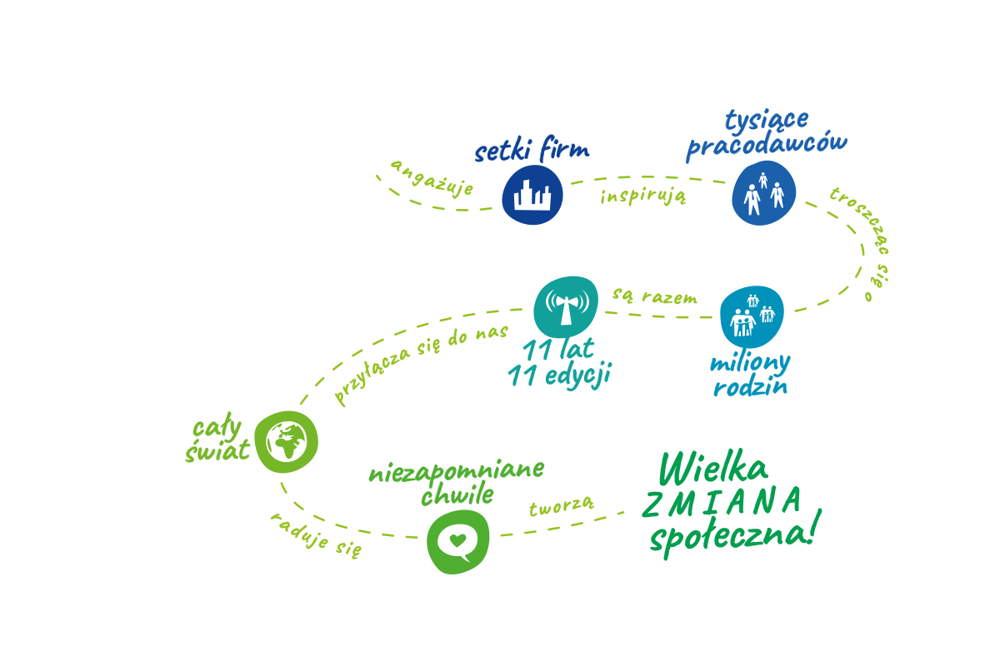 angażuje
setki firm
inspirują
tysiące
pracodawców
troszcząc się o
miliony
rodzin
są razem
11 lat
11 edycji
przyłącza się do nas
cały
świat
raduje się
niezapomniane
chwile
tworzą
Wielka
ZMIANA
społeczna!